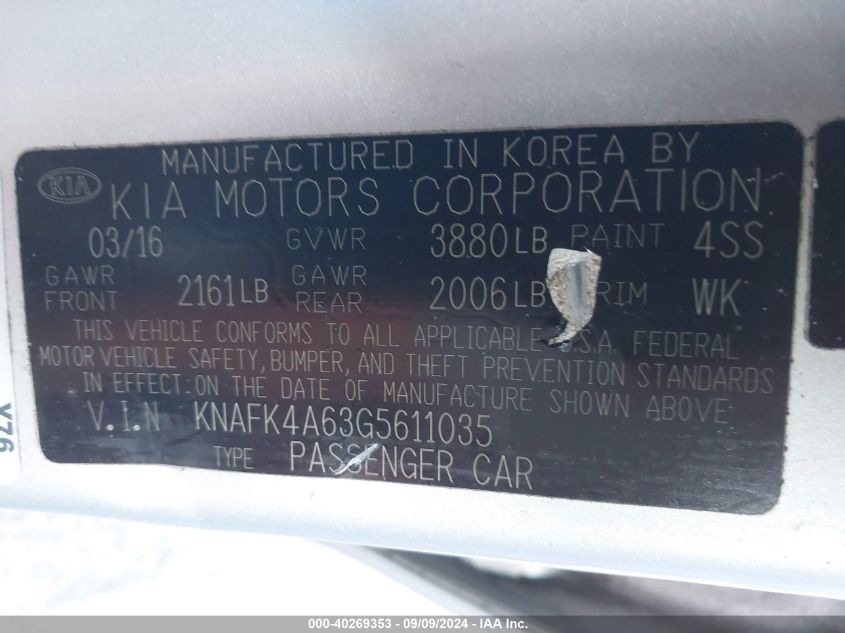 MANUFACTURED IN KOREA BY
KIA KIA MOTORS CORPORATION
03/16 GVWR 3880LB PAINT 4SS
GAWR FRONT 2161LB GAWR REAR 2006LB TRIM WK
THIS VEHICLE CONFORMS TO ALL APPLICABLE U.S.A. FEDERAL
MOTOR VEHICLE SAFETY, BUMPER, AND THEFT PREVENTION STANDARDS
IN EFFECT ON THE DATE OF MANUFACTURE SHOWN ABOVE
V.I.N KNAFK4A63G5611035
TYPE PASSENGER CAR
X76
000-40269353 - 09/09/2024 - IAA Inc.